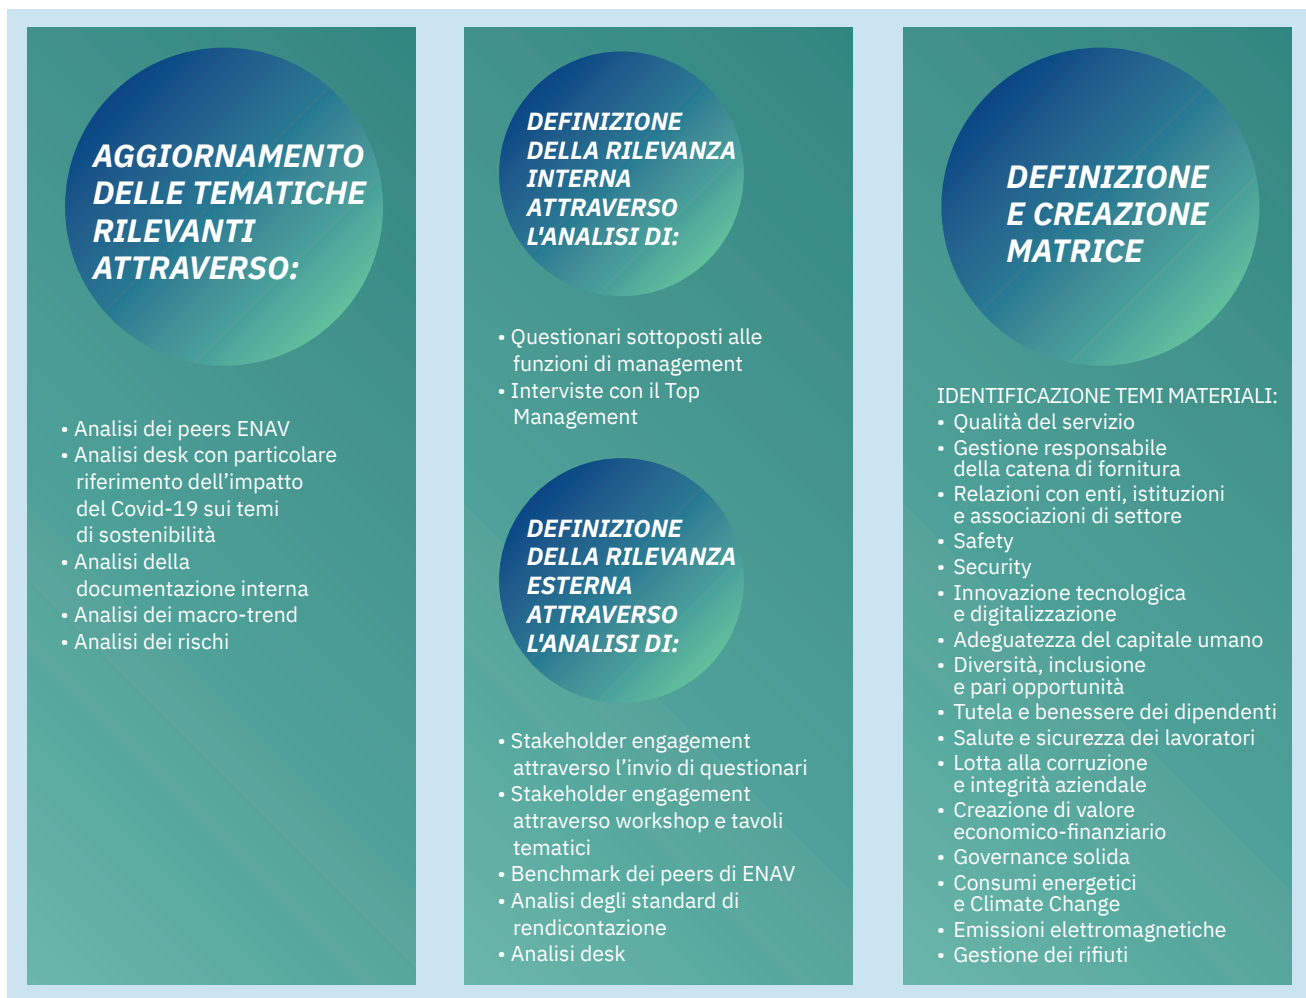 AGGIORNAMENTO
DELLE TEMATICHE
RILEVANTI
ATTRAVERSO:
• Analisi dei peers ENAV
• Analisi desk con particolare
riferimento dell’impatto
del Covid-19 sui temi
di sostenibilità
• Analisi della
documentazione interna
• Analisi dei macro-trend
• Analisi dei rischi
DEFINIZIONE
DELLA RILEVANZA
INTERNA
ATTRAVERSO
L'ANALISI DI:
• Questionari sottoposti alle
funzioni di management
• Interviste con il Top
Management
DEFINIZIONE
DELLA RILEVANZA
ESTERNA
ATTRAVERSO
L'ANALISI DI:
• Stakeholder engagement
attraverso l’invio di questionari
• Stakeholder engagement
attraverso workshop e tavoli
tematici
• Benchmark dei peers di ENAV
• Analisi degli standard di
rendicontazione
• Analisi desk
DEFINIZIONE
E CREAZIONE
MATRICE
IDENTIFICAZIONE TEMI MATERIALI:
• Qualità del servizio
• Gestione responsabile
della catena di fornitura
• Relazioni con enti, istituzioni
e associazioni di settore
• Safety
• Security
• Innovazione tecnologica
e digitalizzazione
• Adeguatezza del capitale umano
• Diversità, inclusione
e pari opportunità
• Tutela e benessere dei dipendenti
• Salute e sicurezza dei lavoratori
• Lotta alla corruzione
e integrità aziendale
• Creazione di valore
economico-finanziario
• Governance solida
• Consumi energetici
e Climate Change
• Emissioni elettromagnetiche
• Gestione dei rifiuti